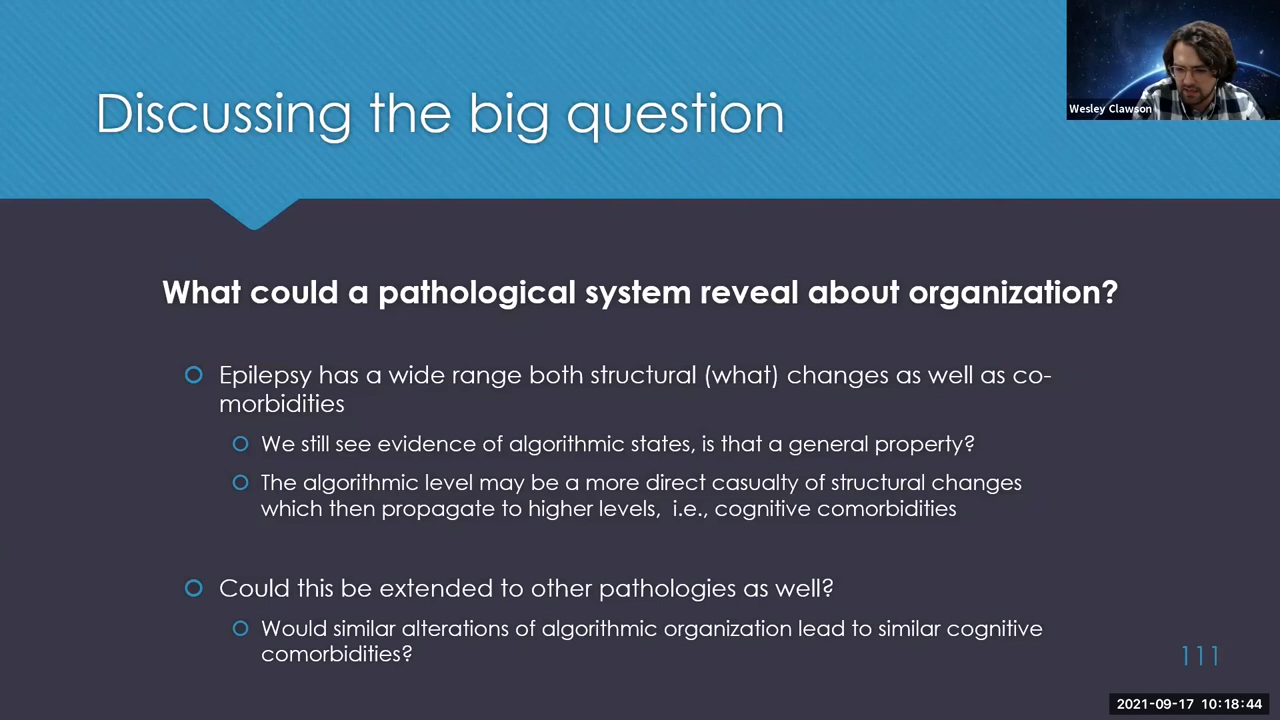 Discussing the big question
Wesley Clawson
What could a pathological system reveal about organization?
Epilepsy has a wide range both structural (what) changes as well as co-
morbidities
We still see evidence of algorithmic states, is that a general property?
The algorithmic level may be a more direct casualty of structural changes
which then propagate to higher levels, i.e., cognitive comorbidities
Could this be extended to other pathologies as well?
Would similar alterations of algorithmic organization lead to similar cognitive
comorbidities?
111
2021-09-17 10:18:44